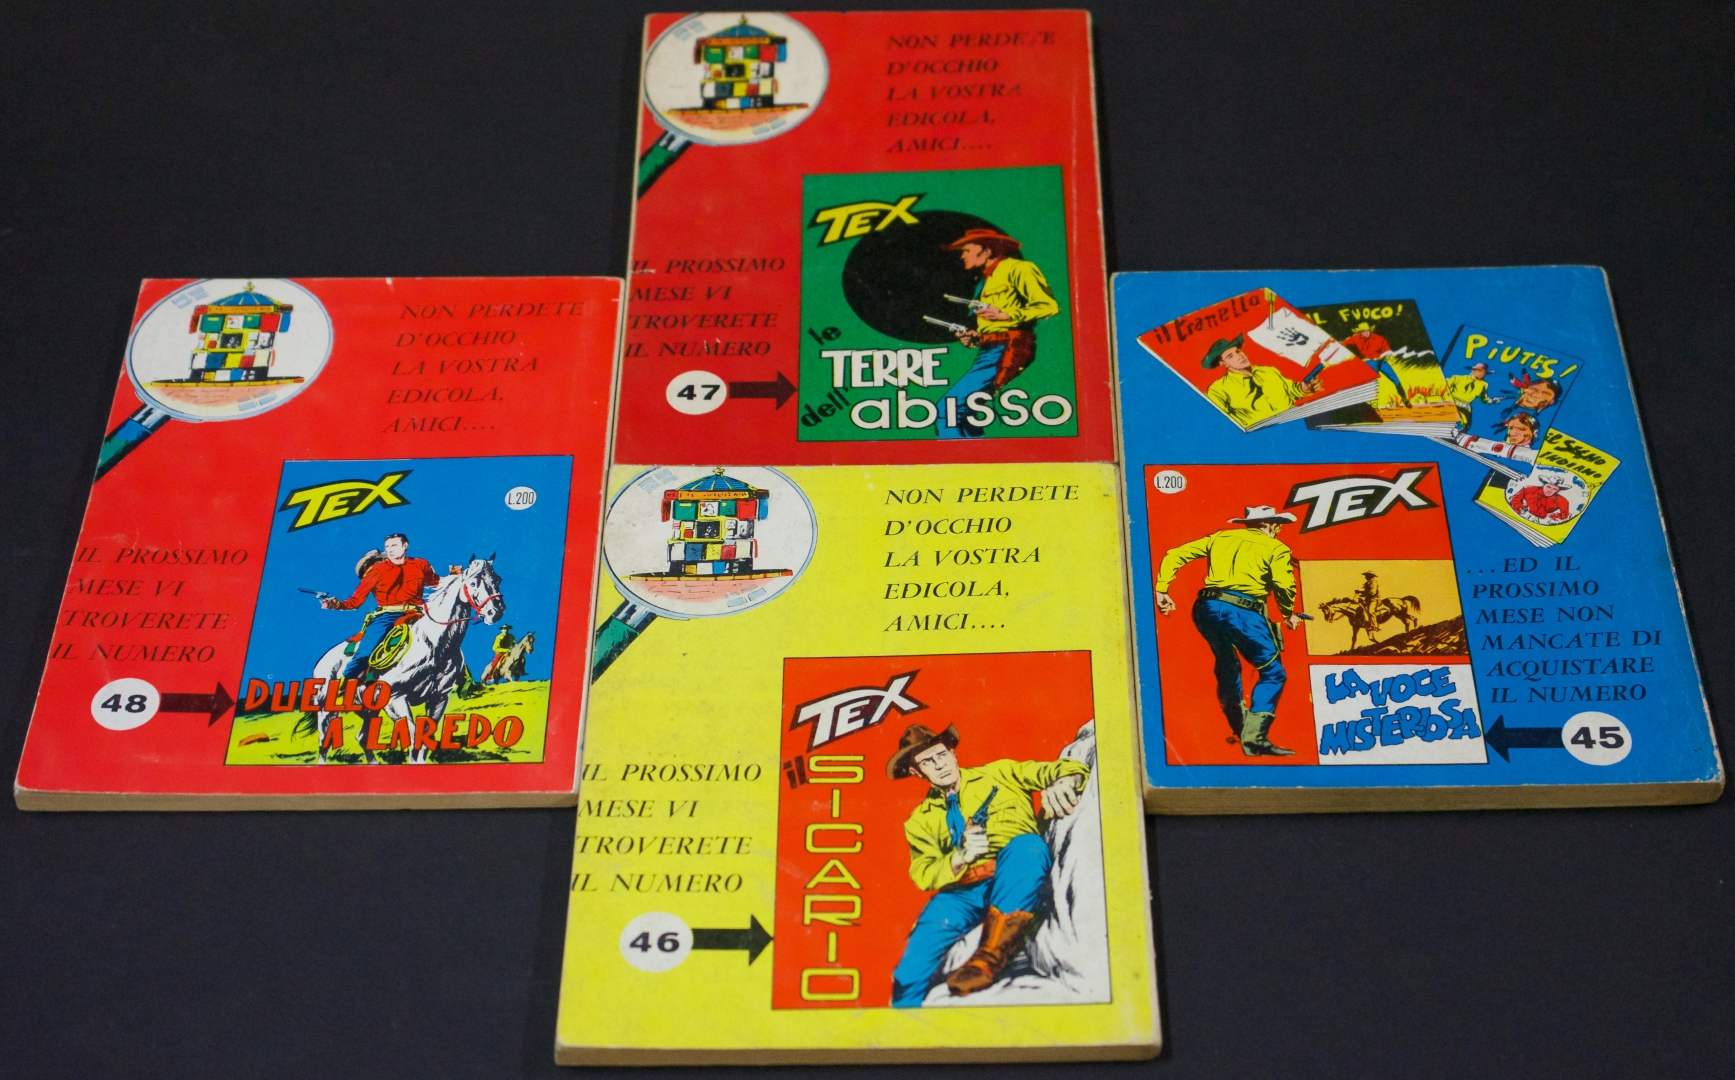 NON PERDE
D'OCCHIO
LA VOSTRA
EDICOLA,
AMICI....
TEX
IL PROSSIMO
MESE VI
TROVERETE
IL NUMERO
47
le
TERRE
dell'
abisso
NON PERDETE
D'OCCHIO
LA VOSTRA
EDICOLA,
AMICI....
TEX
L.200
IL PROSSIMO
MESE VI
TROVERETE
IL NUMERO
48
DUELLO
A LAREDO
NON PERDETE
D'OCCHIO
LA VOSTRA
EDICOLA,
AMICI....
TEX
il
SICARIO
IL PROSSIMO
MESE VI
TROVERETE
IL NUMERO
46
il tranello
IL FUOCO!
PIUTES!
IL SEGNO
INDIANO
L.200
TEX
LA VOCE
MISTERIOSA
...ED IL
PROSSIMO
MESE NON
MANCATE DI
ACQUISTARE
IL NUMERO
45